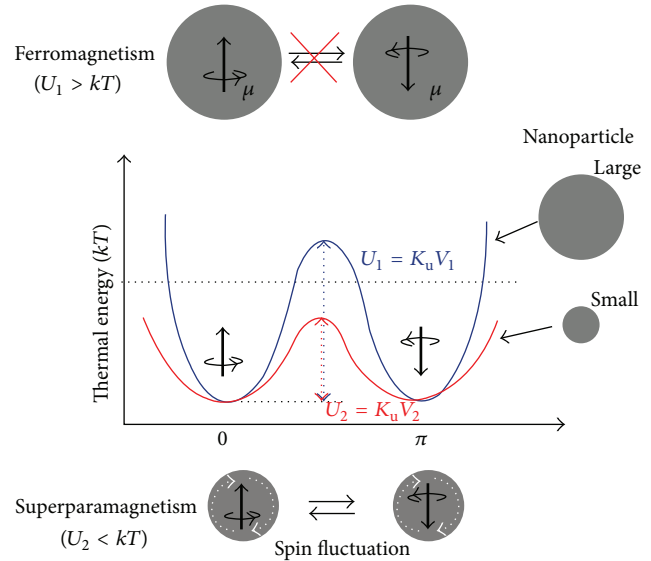 Ferromagnetism
(U₁ > kT)
μ
μ
Nanoparticle
Large
Thermal energy (kT)
U₁ = KᵤV₁
Small
U₂ = KᵤV₂
0
π
Superparamagnetism
(U₂ < kT)
Spin fluctuation